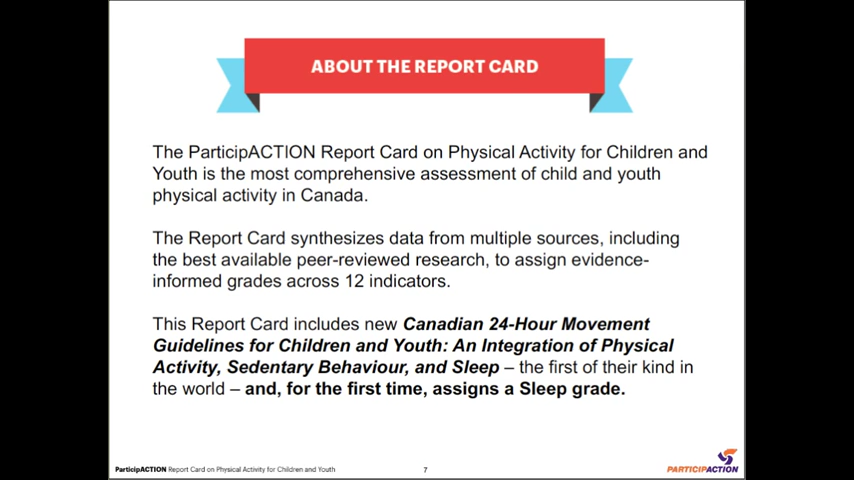 ABOUT THE REPORT CARD
The ParticipACTION Report Card on Physical Activity for Children and
Youth is the most comprehensive assessment of child and youth
physical activity in Canada.
The Report Card synthesizes data from multiple sources, including
the best available peer-reviewed research, to assign evidence-
informed grades across 12 indicators.
This Report Card includes new Canadian 24-Hour Movement
Guidelines for Children and Youth: An Integration of Physical
Activity, Sedentary Behaviour, and Sleep – the first of their kind in
the world – and, for the first time, assigns a Sleep grade.
ParticipACTION Report Card on Physical Activity for Children and Youth
7
PARTICIPACTION